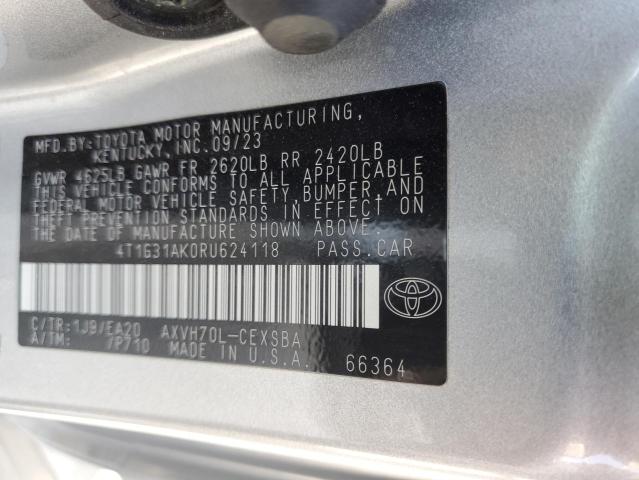 MFD.BY:TOYOTA MOTOR MANUFACTURING,
KENTUCKY, INC.09/23
GVWR 4625LB GAWR FR 2620LB RR 2420LB
THIS VEHICLE CONFORMS TO ALL APPLICABLE
FEDERAL MOTOR VEHICLE SAFETY,BUMPER,AND
THEFT PREVENTION STANDARDS IN EFFECT ON
THE DATE OF MANUFACTURE SHOWN ABOVE.
4T1G31AK0RU624118 PASS.CAR
C/TR:1J9/EA20 AXVH70L-CEXSBA
A/TM: /P710 MADE IN U.S.A. 66364